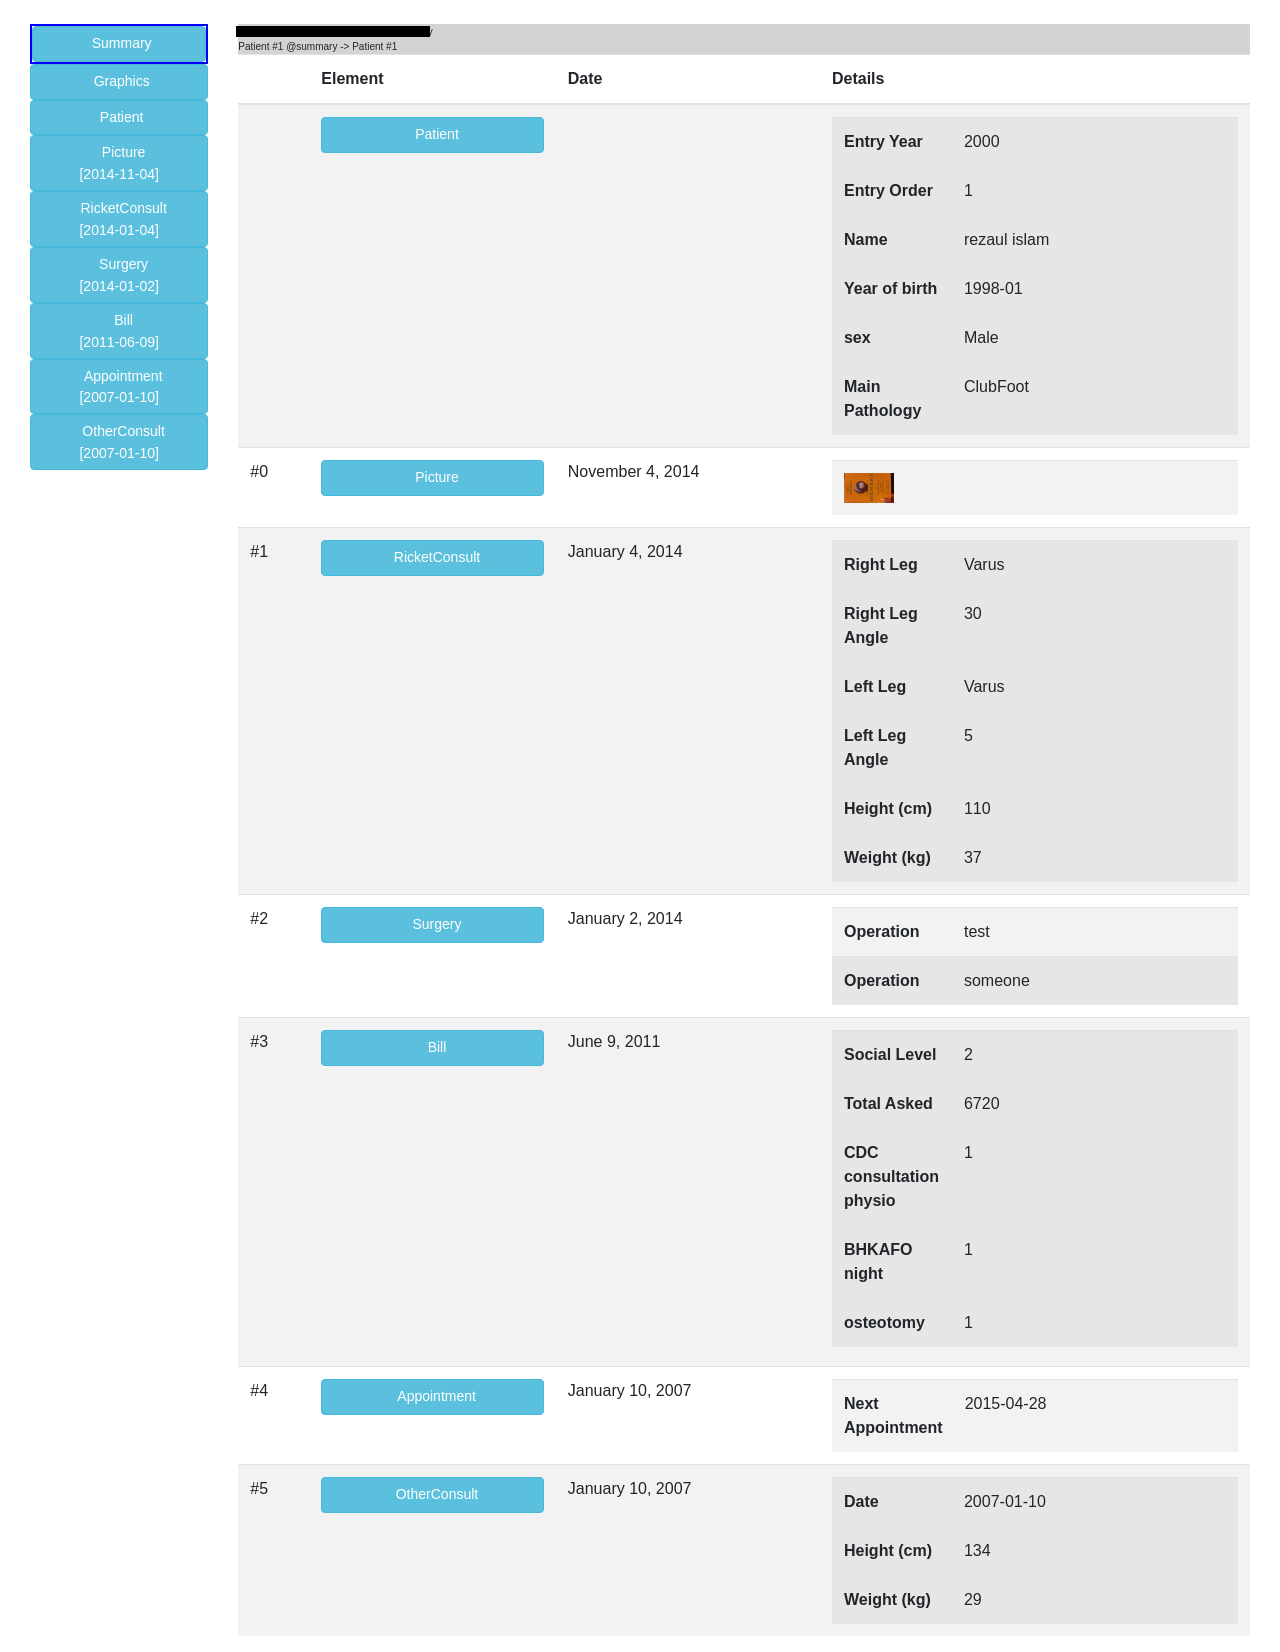 Summary
Graphics
Patient
Picture
[2014-11-04]
RicketConsult
[2014-01-04]
Surgery
[2014-01-02]
Bill
[2011-06-09]
Appointment
[2007-01-10]
OtherConsult
[2007-01-10]
Patient #1 @summary -> Patient #1
Element Date Details
Patient
Entry Year 2000
Entry Order 1
Name rezaul islam
Year of birth 1998-01
sex Male
Main ClubFoot
Pathology
#0 Picture November 4, 2014
#1 RicketConsult January 4, 2014
Right Leg Varus
Right Leg 30
Angle
Left Leg Varus
Left Leg 5
Angle
Height (cm) 110
Weight (kg) 37
#2 Surgery January 2, 2014
Operation test
Operation someone
#3 Bill June 9, 2011
Social Level 2
Total Asked 6720
CDC 1
consultation
physio
BHKAFO 1
night
osteotomy 1
#4 Appointment January 10, 2007
Next 2015-04-28
Appointment
#5 OtherConsult January 10, 2007
Date 2007-01-10
Height (cm) 134
Weight (kg) 29